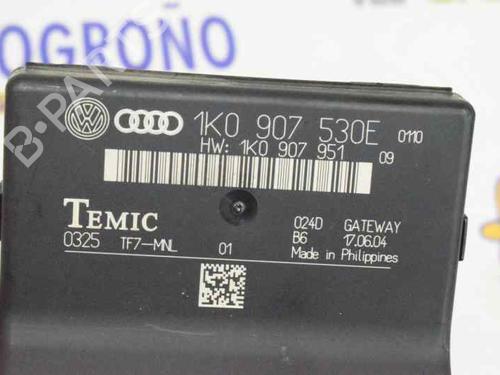 OGROÑO
B-PARTS
1K0 907 530E 0110
HW: 1K0 907 951 09
TEMIC
024D GATEWAY
0325 TF7-MNL 01 B6 17.06.04
Made in Philippines